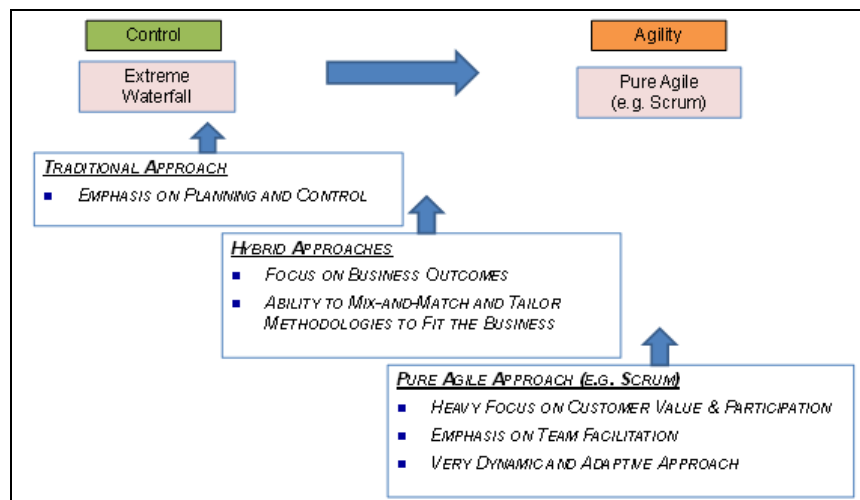 Control
Agility
Extreme
Waterfall
Pure Agile
(e.g. Scrum)
TRADITIONAL APPROACH
■ EMPHASIS ON PLANNING AND CONTROL
HYBRID APPROACHES
■ FOCUS ON BUSINESS OUTCOMES
■ ABILITY TO MIX-AND-MATCH AND TAILOR
METHODOLOGIES TO FIT THE BUSINESS
PURE AGILE APPROACH (E.G. SCRUM)
■ HEAVY FOCUS ON CUSTOMER VALUE & PARTICIPATION
■ EMPHASIS ON TEAM FACILITATION
■ VERY DYNAMIC AND ADAPTIVE APPROACH